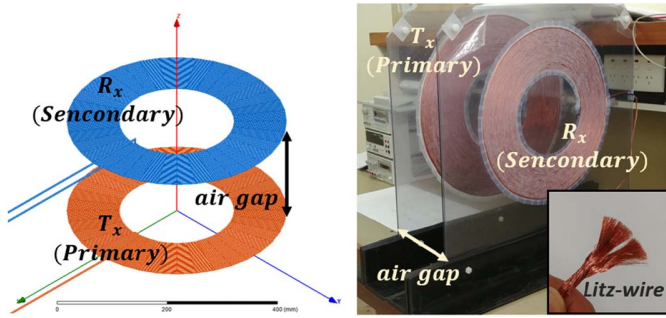 Z
R_x
(Sencondary)
air gap
T_x
(Primary)
Y
0 200 400 (mm)
T_x
(Primary)
R_x
(Sencondary)
air gap
Litz-wire